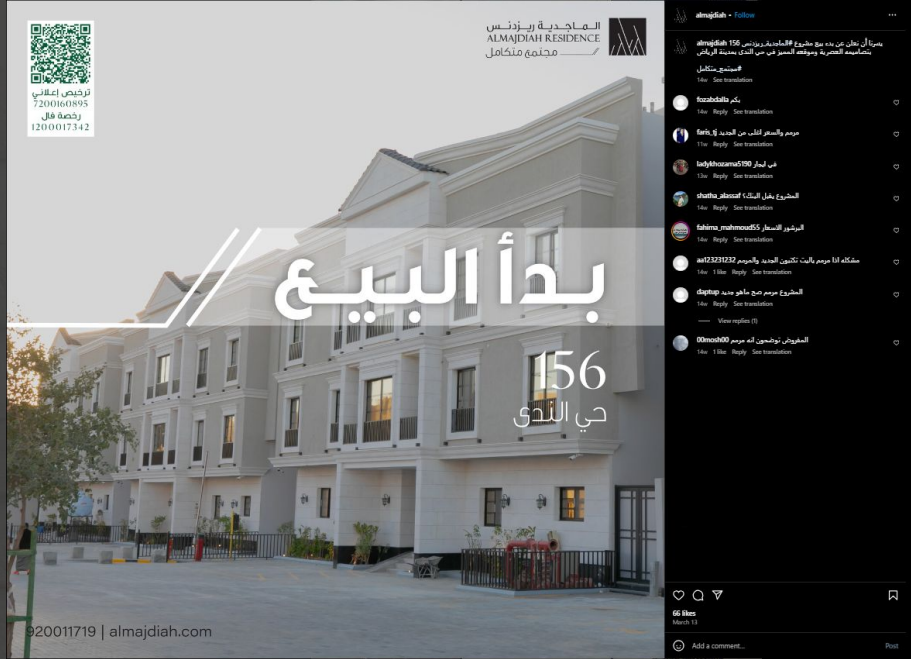 ترخيص إعلاني
7200160895
رخصة فال
1200017342
الـمـاجـديـة ريـزدنـس
ALMAJDIAH RESIDENCE
مجتمع متكامل
بدأ البيع
156
حي الندى
920011719 | almajdiah.com
almajdiah • Follow
almajdiah يسرنا أن نعلن عن بدء بيع مشروع #الماجدية_ريزدنس 156
بتصاميمه العصرية وموقعه المميز في حي الندى بمدينة الرياض
#مجتمع_متكامل
14w See translation
fozabdalla بكم
14w Reply See translation
faris_tj مرمم والسعر اغلى من الجديد
11w Reply See translation
ladykhozama5190 في ايجار
13w Reply See translation
shatha_alassaf المشروع يقبل البنك؟
14w Reply See translation
fahima_mahmoud55 البرشور الاسعار
14w Reply See translation
aa123231232 مشكله اذا مرمم ياليت تكتبون الجديد والمرمم
14w 1 like Reply See translation
daptup المشروع مرمم صح ماهو جديد
14w Reply See translation
View replies (1)
00mosh00 المفروض توضحون انه مرمم
14w 1 like Reply See translation
66 likes
March 13
Add a comment...
Post